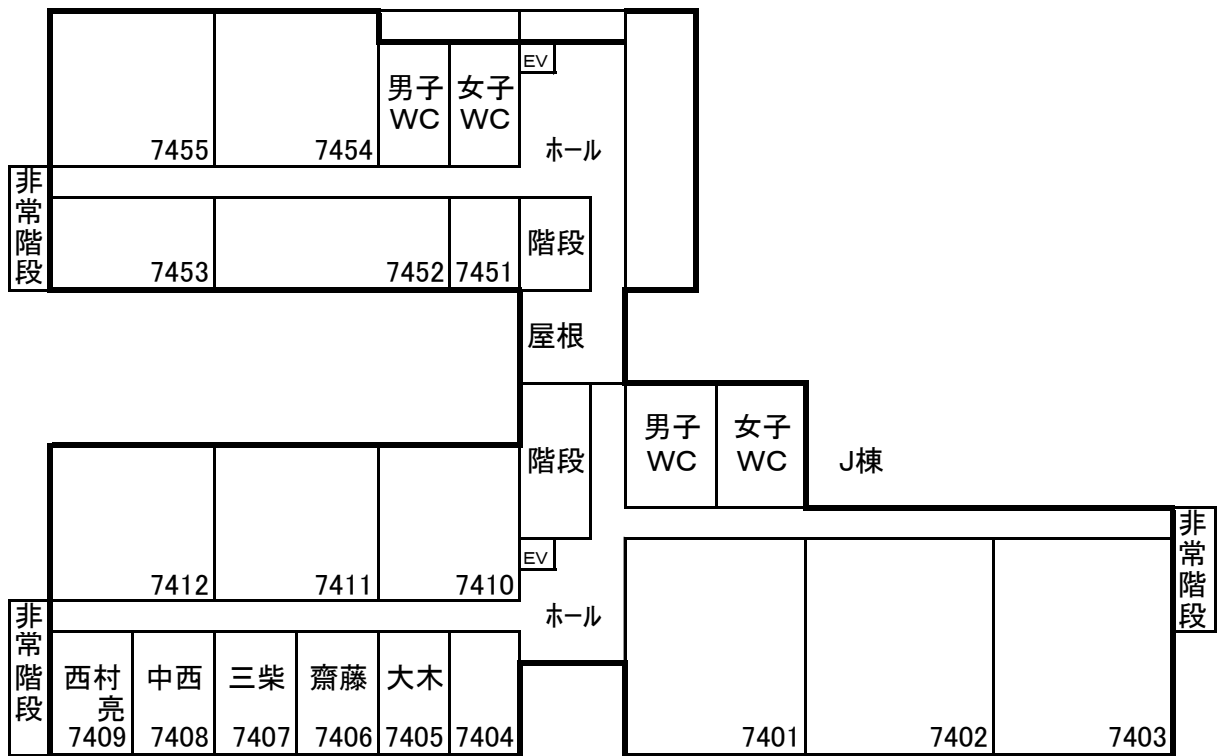 EV
男子
WC
女子
WC
7455
7454
ホール
非常階段
階段
7453
7452
7451
屋根
階段
男子
WC
女子
WC
J棟
非常階段
EV
7412
7411
7410
ホール
非常階段
西村
亮
7409
中西
7408
三柴
7407
齋藤
7406
大木
7405
7404
7401
7402
7403